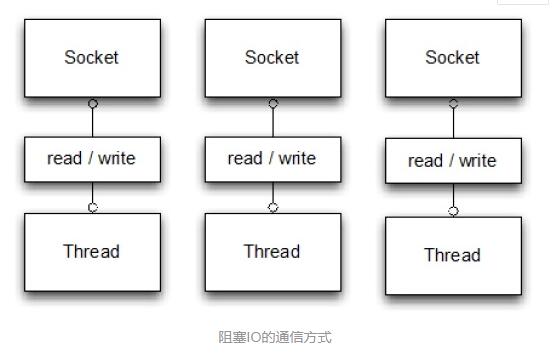 Socket
Socket
Socket
read / write
read / write
read / write
Thread
Thread
Thread
阻塞IO的通信方式